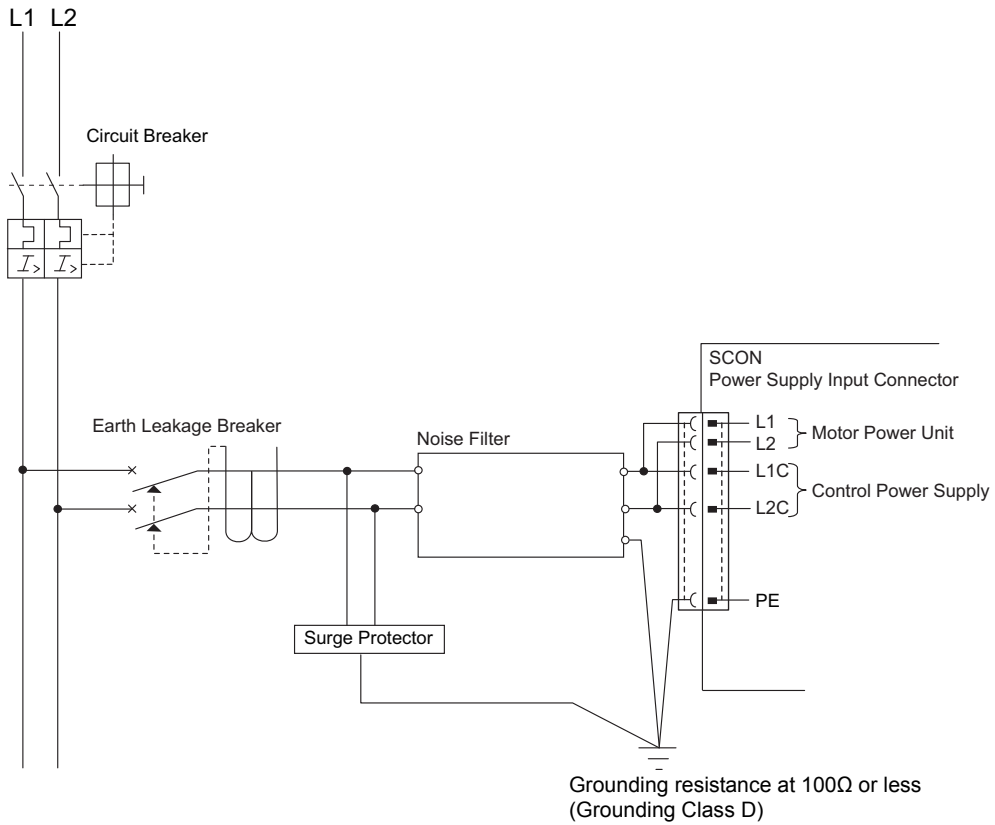 L1 L2
Circuit Breaker
I> I>
SCON
Power Supply Input Connector
L1
L2
Motor Power Unit
L1C
L2C
Control Power Supply
Earth Leakage Breaker
Noise Filter
PE
Surge Protector
Grounding resistance at 100Ω or less
(Grounding Class D)